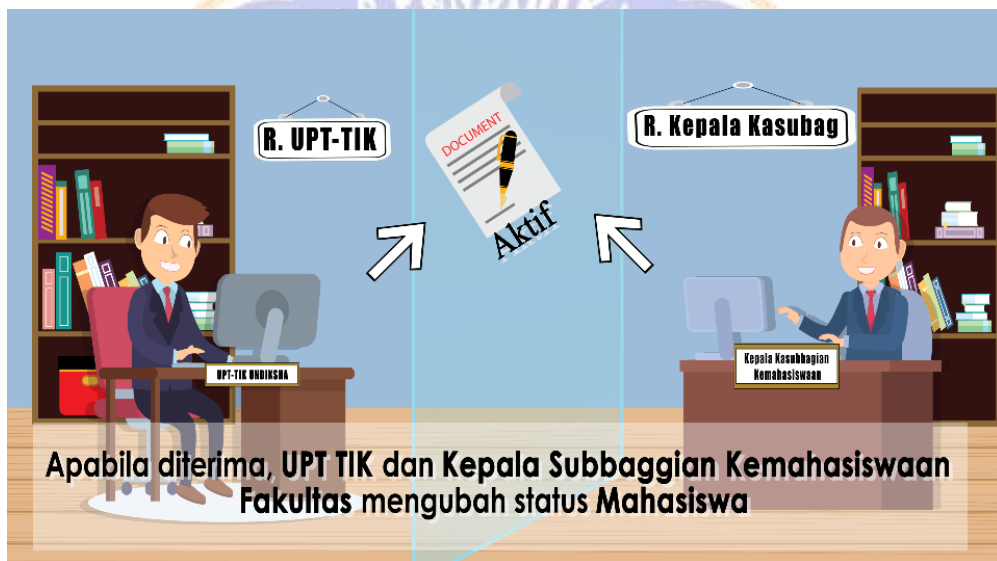 R. UPT-TIK
R. Kepala Kasubag
DOCUMENT
Aktif
UPT-TIK UNDIKSHA
Kepala Kasubbagian
Kemahasiswaan
Apabila diterima, UPT TIK dan Kepala Subbaggian Kemahasiswaan
Fakultas mengubah status Mahasiswa